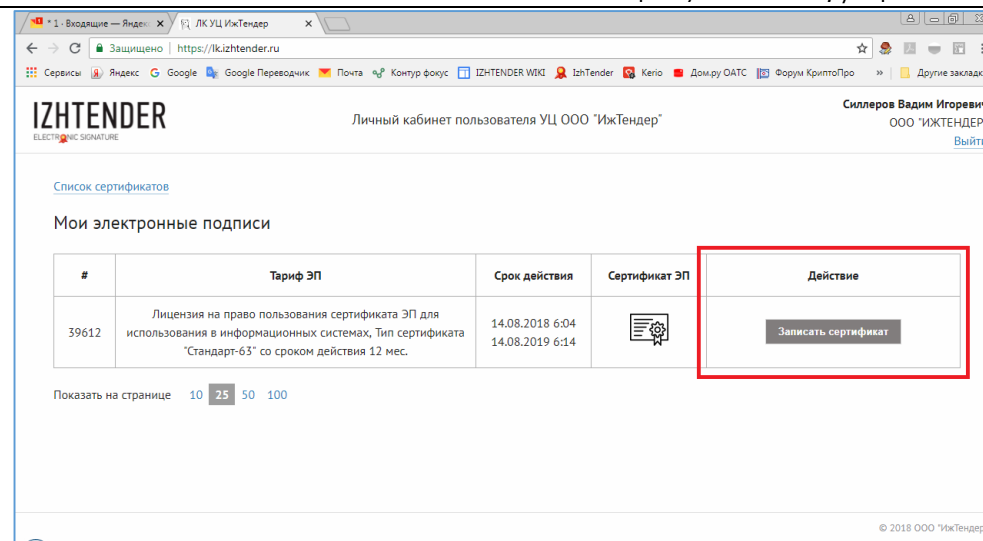 * 1 · Входящие — Яндек
ЛК УЦ ИжТендер
Защищено | https://lk.izhtender.ru
Сервисы Яндекс Google Google Переводчик Почта Контур фокус IZHTENDER WIKI IzhTender Kerio Дом.ру ОАТС Форум КриптоПро » Другие закладк
IZHTENDER
ELECTRONIC SIGNATURE
Личный кабинет пользователя УЦ ООО "ИжТендер"
Силлеров Вадим Игоревич
ООО "ИЖТЕНДЕР
Выйти
Список сертификатов
Мои электронные подписи
# Тариф ЭП Срок действия Сертификат ЭП Действие
39612
Лицензия на право пользования сертификата ЭП для
использования в информационных системах, Тип сертификата
"Стандарт-63" со сроком действия 12 мес.
14.08.2018 6:04
14.08.2019 6:14
Записать сертификат
Показать на странице 10 25 50 100
© 2018 ООО "ИжТендер